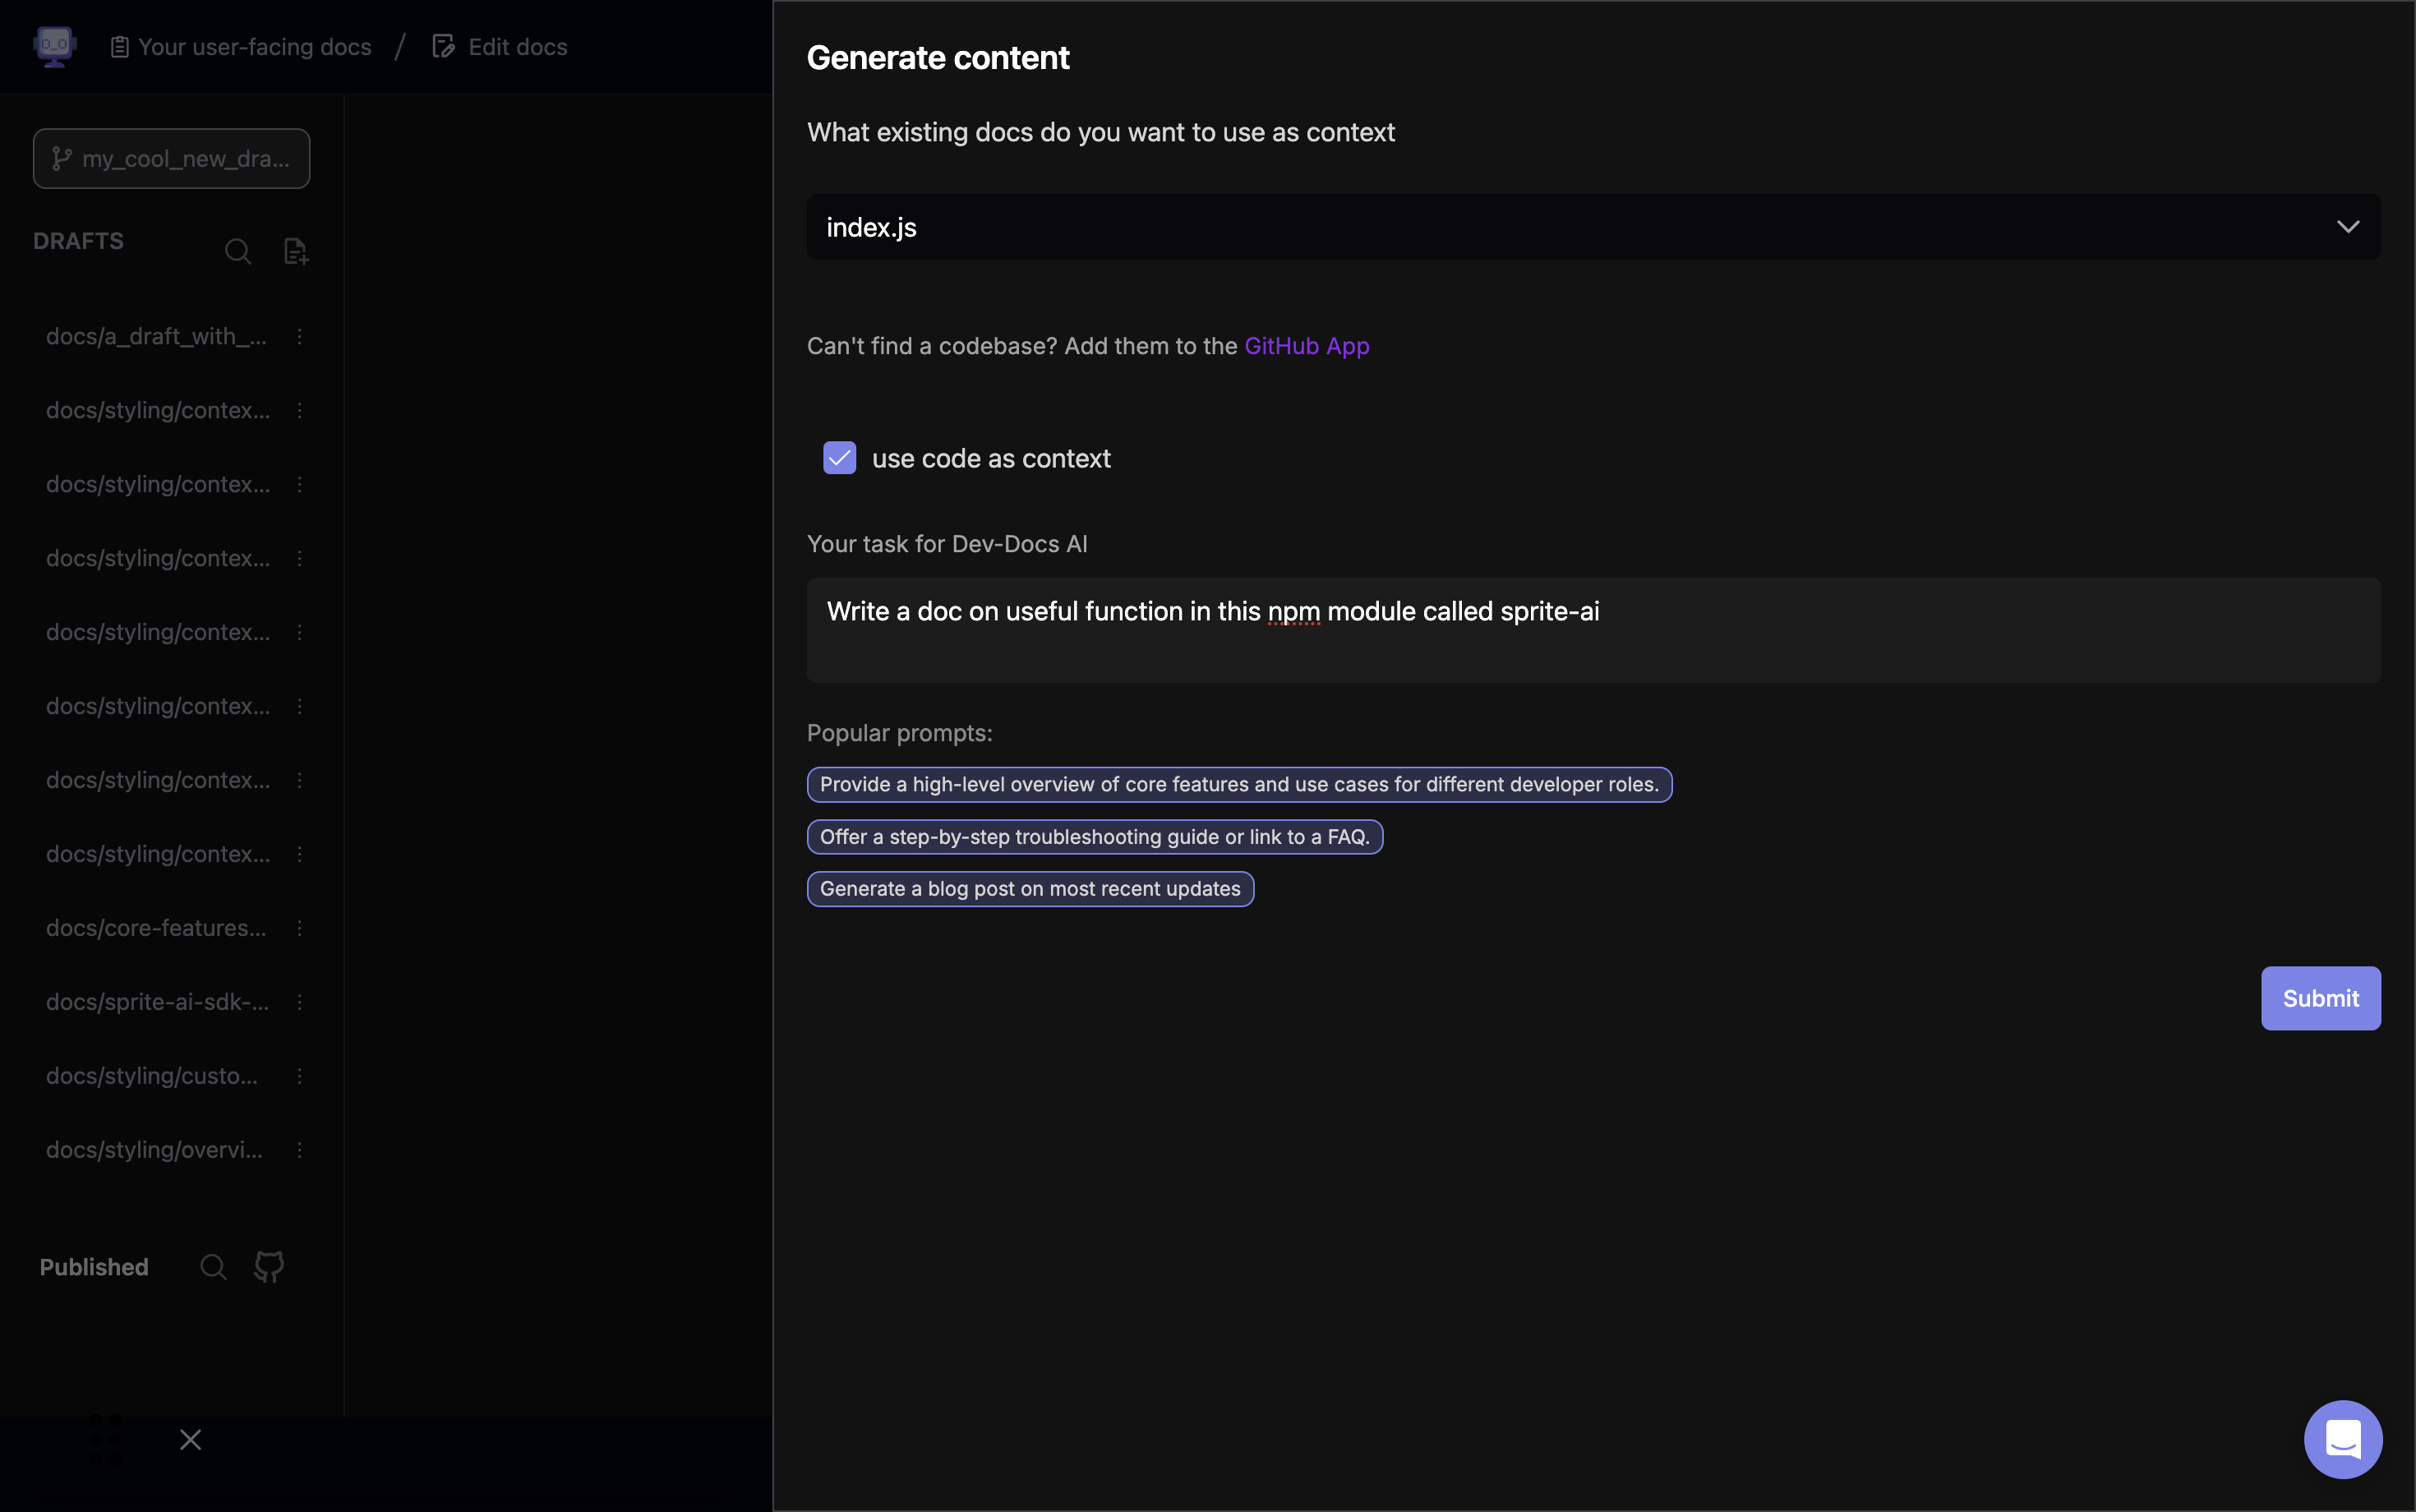 Your user-facing docs / Edit docs
my_cool_new_dra...
DRAFTS
docs/a_draft_with_...
docs/styling/contex...
docs/styling/contex...
docs/styling/contex...
docs/styling/contex...
docs/styling/contex...
docs/styling/contex...
docs/styling/contex...
docs/core-features...
docs/sprite-ai-sdk-...
docs/styling/custo...
docs/styling/overvi...
Published
Generate content
What existing docs do you want to use as context
index.js
Can't find a codebase? Add them to the GitHub App
use code as context
Your task for Dev-Docs AI
Write a doc on useful function in this npm module called sprite-ai
Popular prompts:
Provide a high-level overview of core features and use cases for different developer roles.
Offer a step-by-step troubleshooting guide or link to a FAQ.
Generate a blog post on most recent updates
Submit